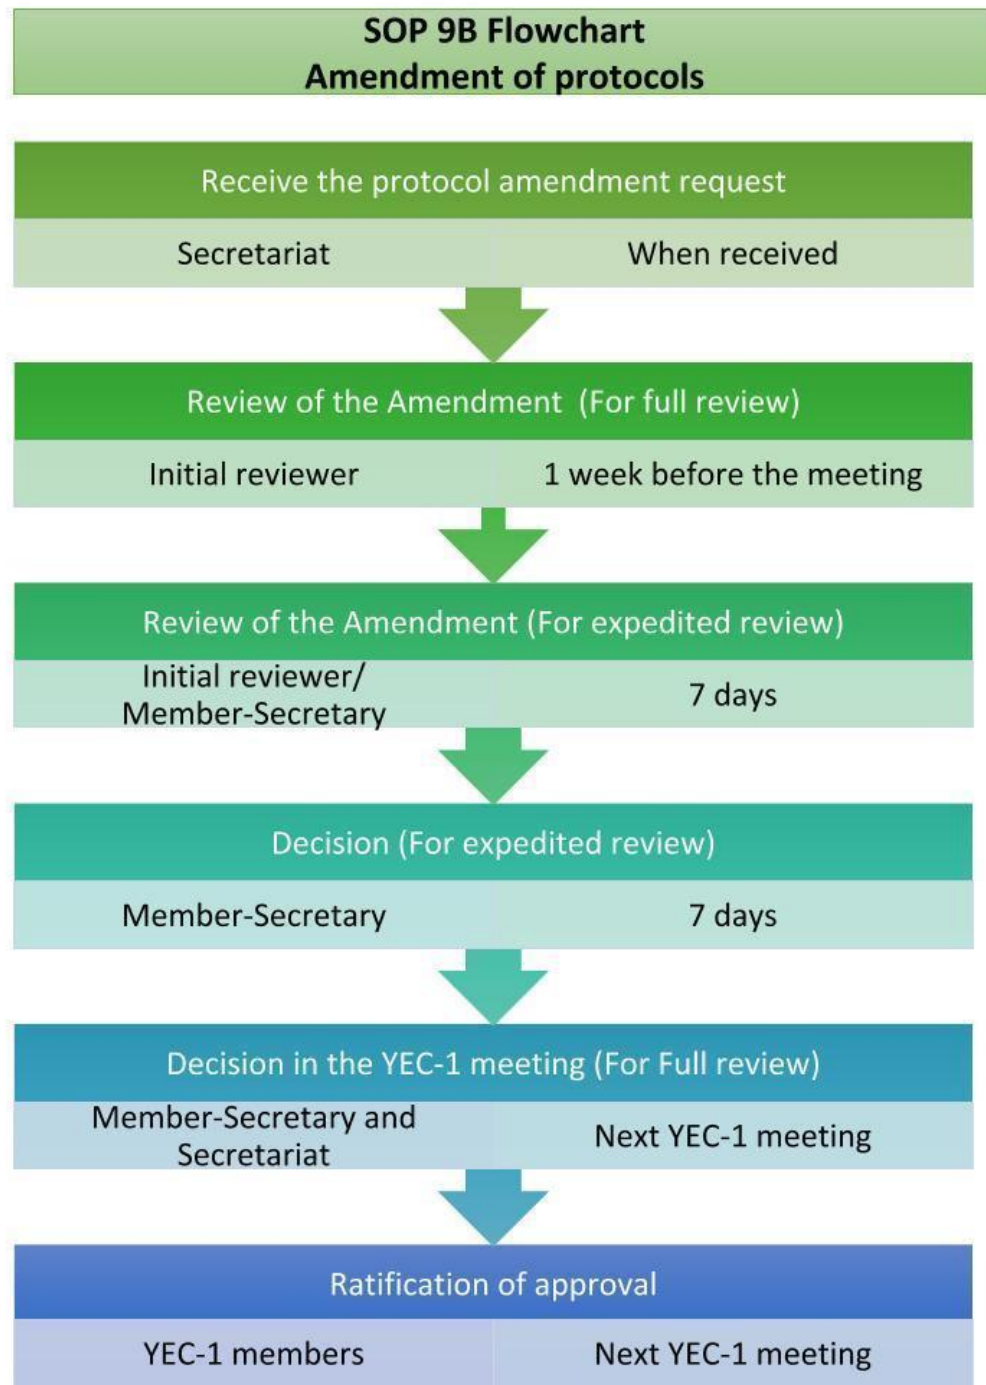 SOP 9B Flowchart
Amendment of protocols
Receive the protocol amendment request
Secretariat
When received
Review of the Amendment  (For full review)
Initial reviewer
1 week before the meeting
Review of the Amendment (For expedited review)
Initial reviewer/
Member-Secretary
7 days
Decision (For expedited review)
Member-Secretary
7 days
Decision in the YEC-1 meeting (For Full review)
Member-Secretary and
Secretariat
Next YEC-1 meeting
Ratification of approval
YEC-1 members
Next YEC-1 meeting